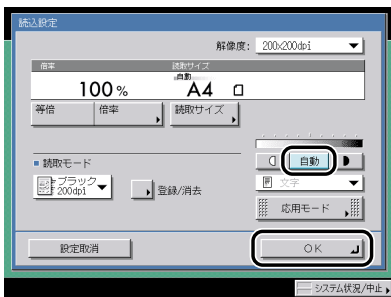 読込設定
解像度: 200×200dpi
倍率 読取サイズ
自動
100% A4
等倍 倍率 読取サイズ
読取モード
自動
ブラック
200dpi
登録/消去
文字
応用モード
設定取消 OK
システム状況/中止